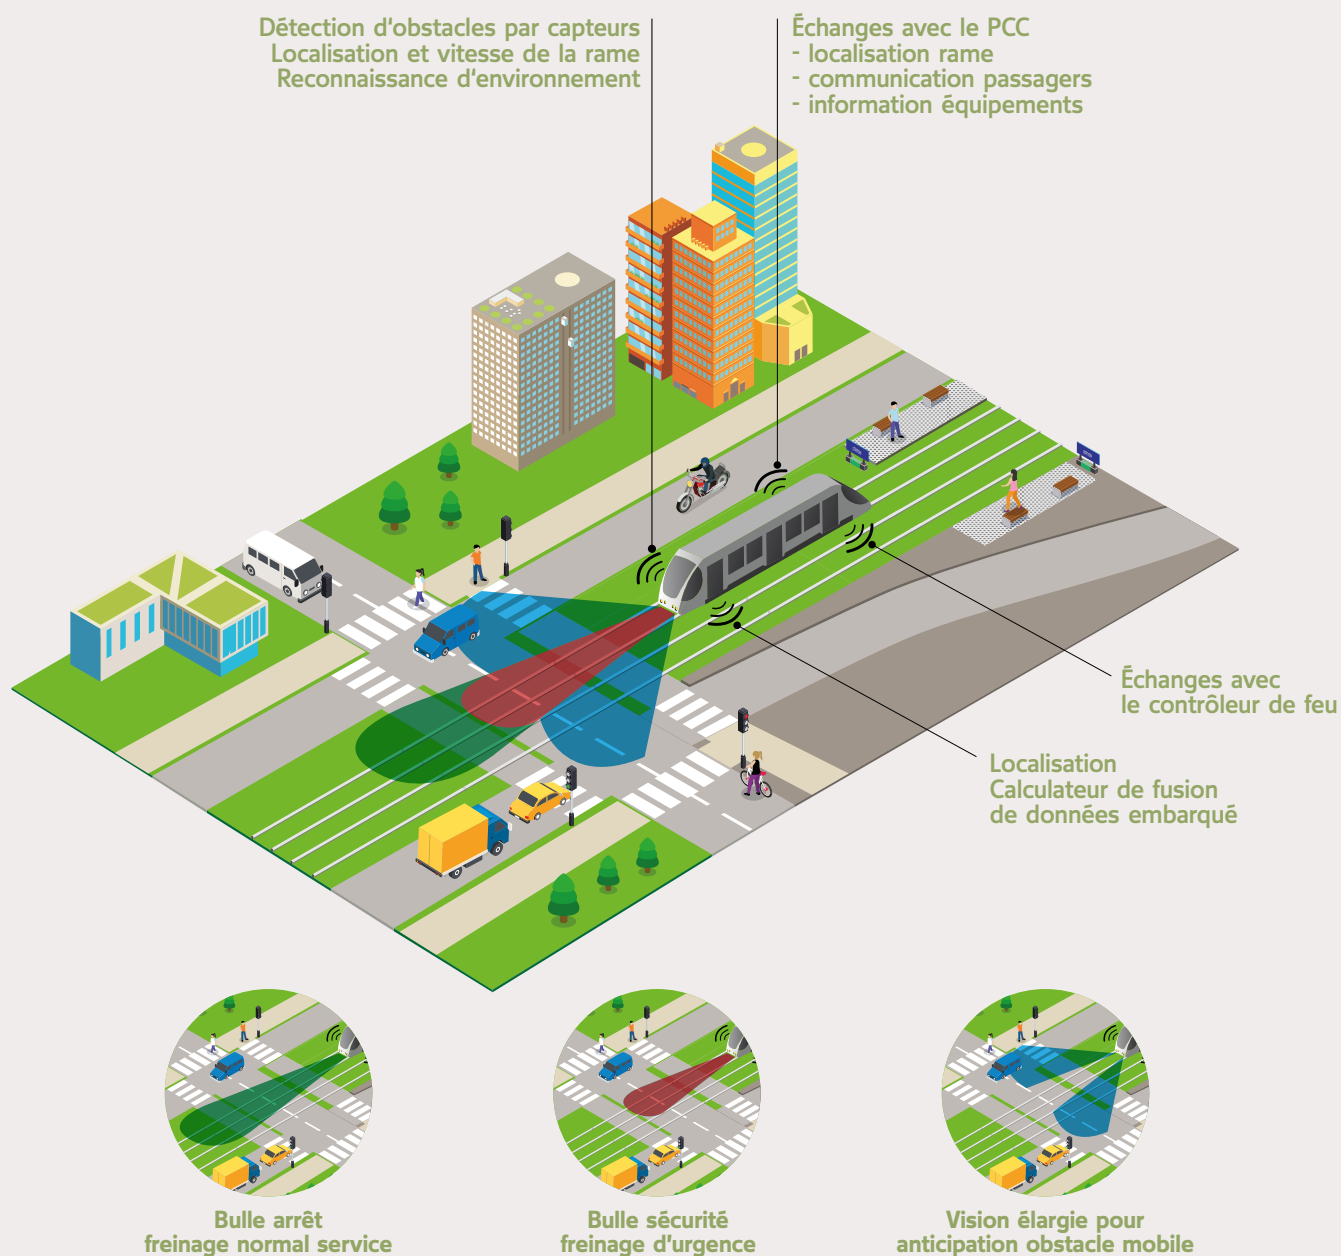 Détection d'obstacles par capteurs
Localisation et vitesse de la rame
Reconnaissance d'environnement
Échanges avec le PCC
- localisation rame
- communication passagers
- information équipements
Échanges avec
le contrôleur de feu
Localisation
Calculateur de fusion
de données embarqué
Bulle arrêt
freinage normal service
Bulle sécurité
freinage d'urgence
Vision élargie pour
anticipation obstacle mobile